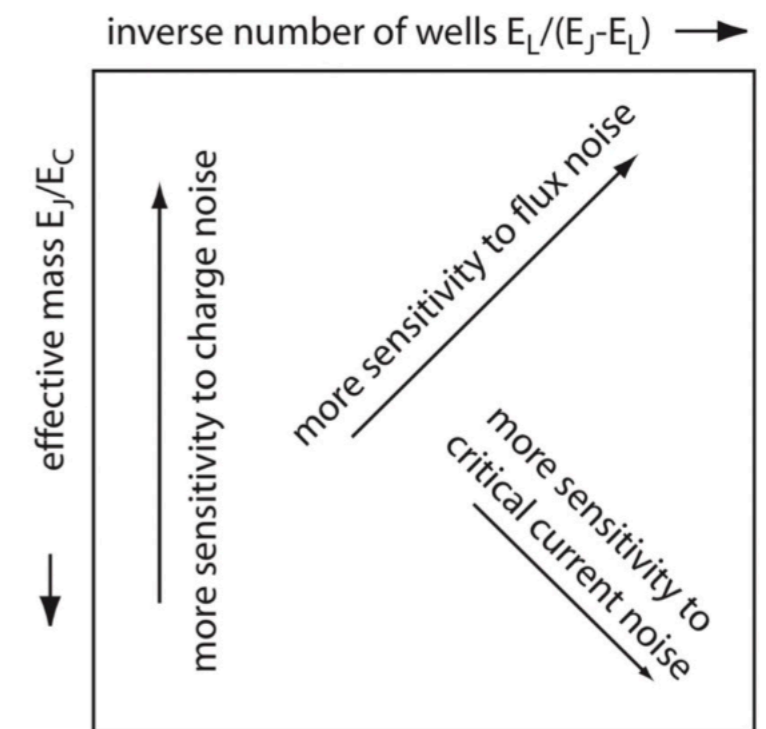 inverse number of wells E_L/(E_J-E_L)
effective mass E_J/E_C
more sensitivity to charge noise
more sensitivity to flux noise
more sensitivity to
critical current noise